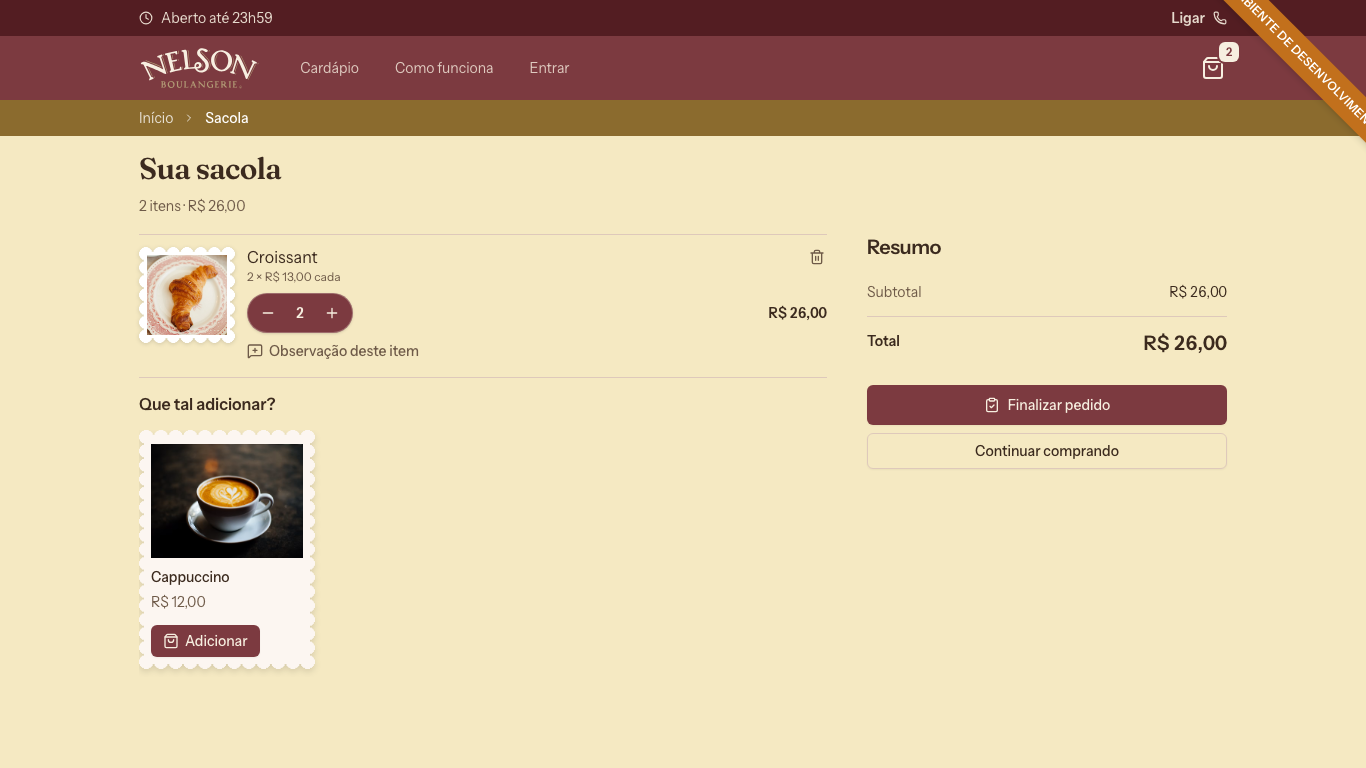 Aberto até 23h59
Ligar
NELSON
BOULANGERIE
Cardápio
Como funciona
Entrar
2
Início
Sacola
Sua sacola
2 itens · R$ 26,00
Croissant
2 × R$ 13,00 cada
2
R$ 26,00
Observação deste item
Que tal adicionar?
Cappuccino
R$ 12,00
Adicionar
Resumo
Subtotal
R$ 26,00
Total
R$ 26,00
Finalizar pedido
Continuar comprando